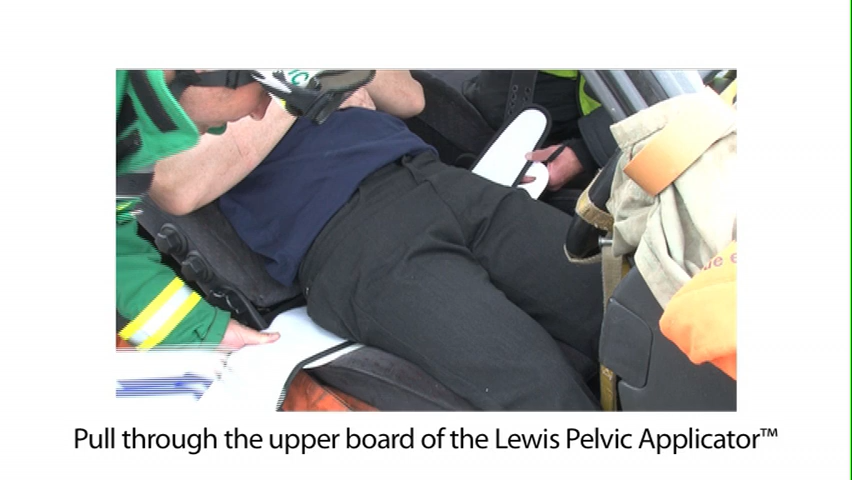 Pull through the upper board of the Lewis Pelvic Applicator™